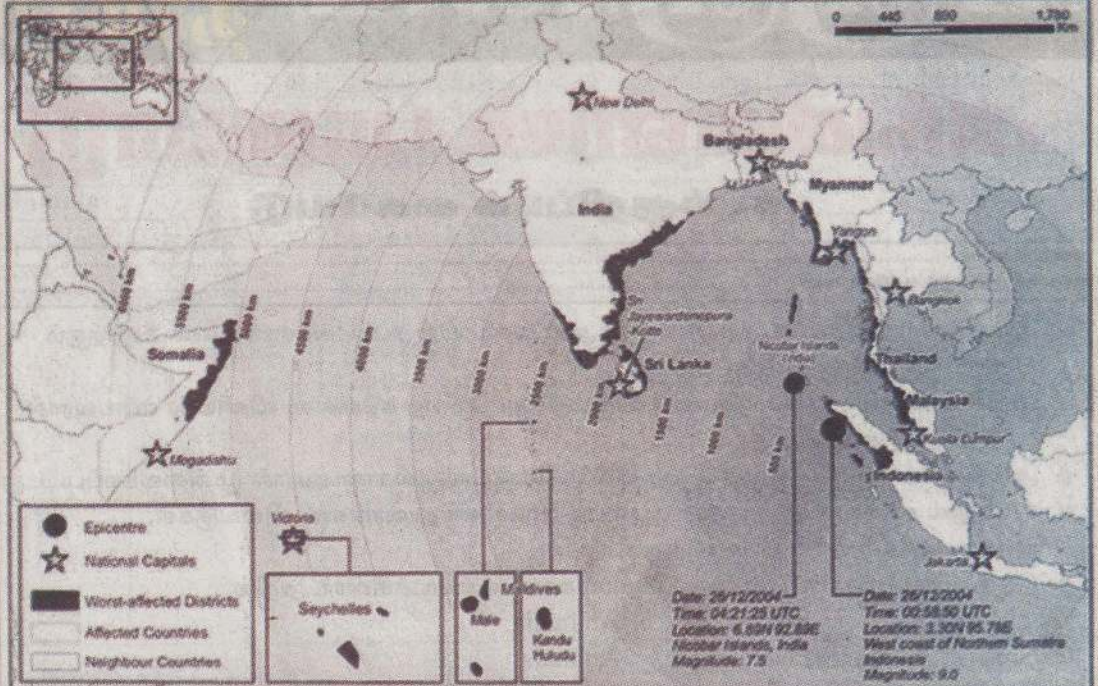 0 445 890 1,780
Km
New Delhi
Bangladesh
Dhaka
Myanmar
India
Yangon
Bangkok
Sri
Jayewardenepura
Kotte
Nicobar Islands
(India)
Sri Lanka
Thailand
Malaysia
Kuala Lumpur
Indonesia
Jakarta
Somalia
Mogadishu
6000 km
5500 km
5000 km
4500 km
4000 km
3500 km
3000 km
2500 km
2000 km
1500 km
1000 km
500 km
Victoria
Epicentre
National Capitals
Worst-affected Districts
Affected Countries
Neighbour Countries
Seychelles
Maldives
Male
Kandu
Huludu
Date: 26/12/2004
Time: 04:21:25 UTC
Location: 6.89N 92.89E
Nicobar Islands, India
Magnitude: 7.5
Date: 26/12/2004
Time: 00:58:50 UTC
Location: 3.30N 95.78E
West coast of Northern Sumatra
Indonesia
Magnitude: 9.0